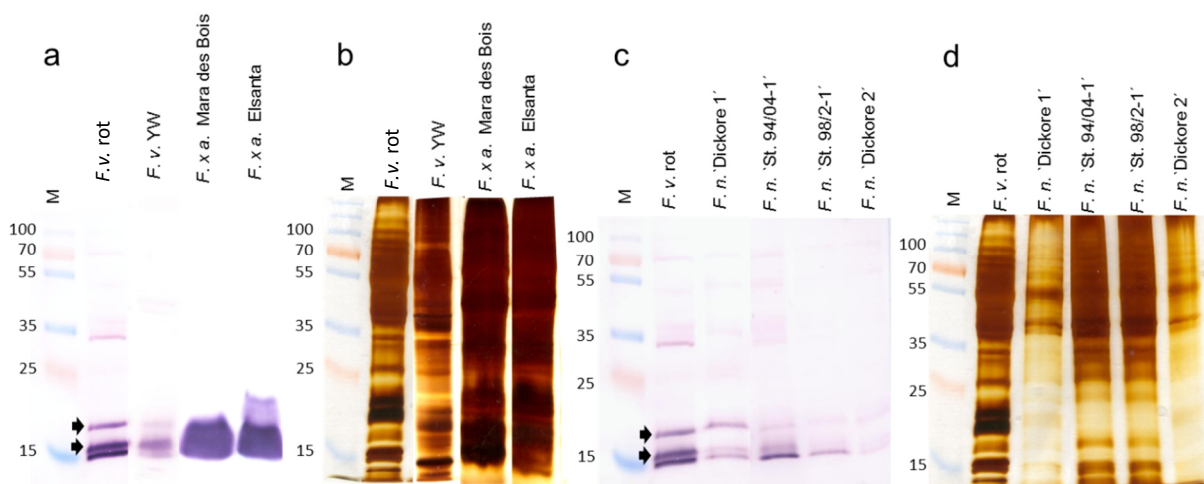 a
M
F.v. rot
F. v. YW
F. x a. Mara des Bois
F. x a. Elsanta
100
70
55
35
25
15
b
M
F.v. rot
F. v. YW
F. x a. Mara des Bois
F. x a. Elsanta
100
70
55
35
25
15
c
M
F. v. rot
F. n. `Dickore 1´
F. n. `St. 94/04-1´
F. n. `St. 98/2-1´
F. n. `Dickore 2´
100
70
55
35
25
15
d
M
F. v. rot
F. n. `Dickore 1´
F. n. `St. 94/04-1´
F. n. `St. 98/2-1´
F. n. `Dickore 2´
100
70
55
35
25
15